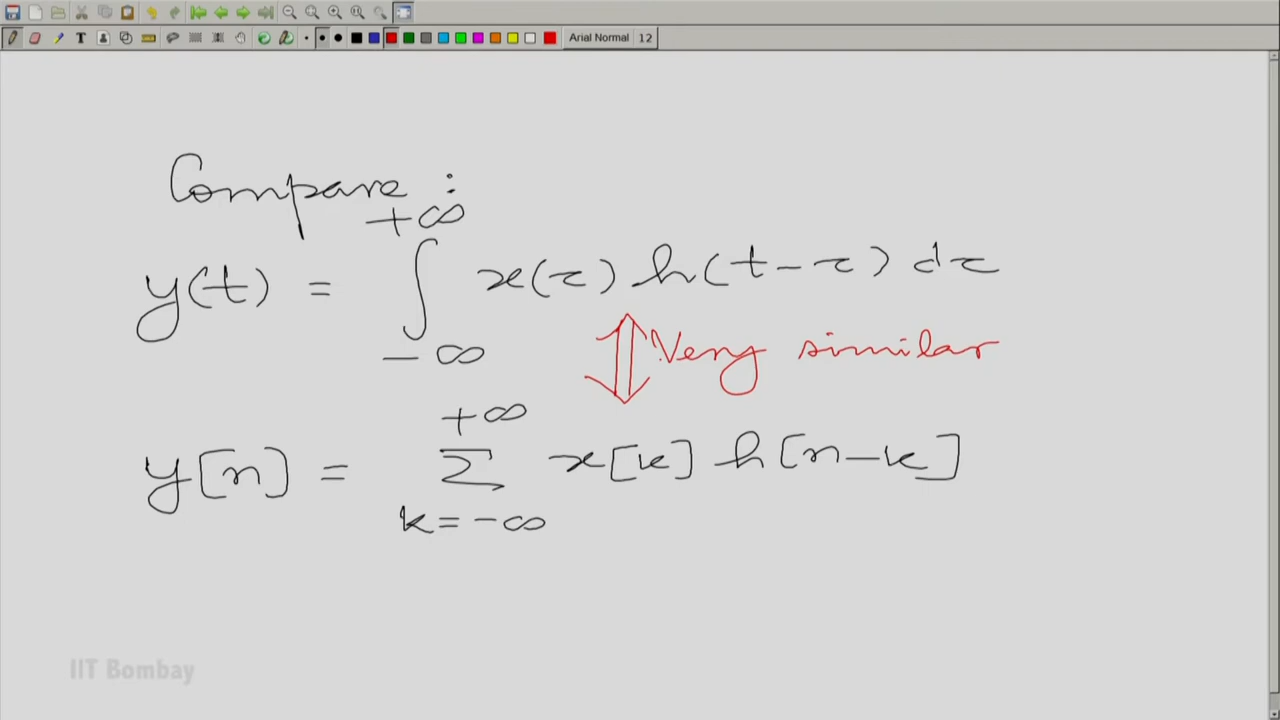 Arial Normal 12
Compare :
+∞
y(t) = ∫ x(τ) h(t-τ) dτ
-∞
Very similar
+∞
y[n] = Σ x[k] h[n-k]
k=-∞
IIT Bombay